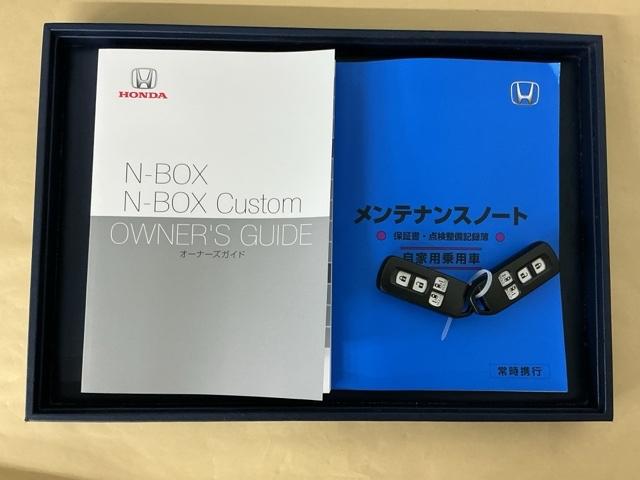 HONDA
N-BOX
N-BOX Custom
OWNER'S GUIDE
オーナーズガイド
メンテナンスノート
保証書・点検整備記録簿
自家用乗用車
常時携行